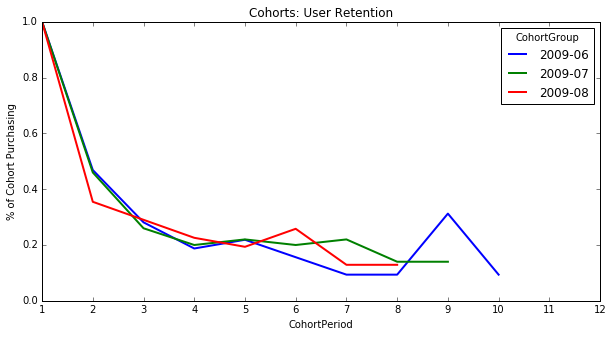 Cohorts: User Retention
CohortGroup
2009-06
2009-07
2009-08
% of Cohort Purchasing
1.0
0.8
0.6
0.4
0.2
0.0
1 2 3 4 5 6 7 8 9 10 11 12
CohortPeriod